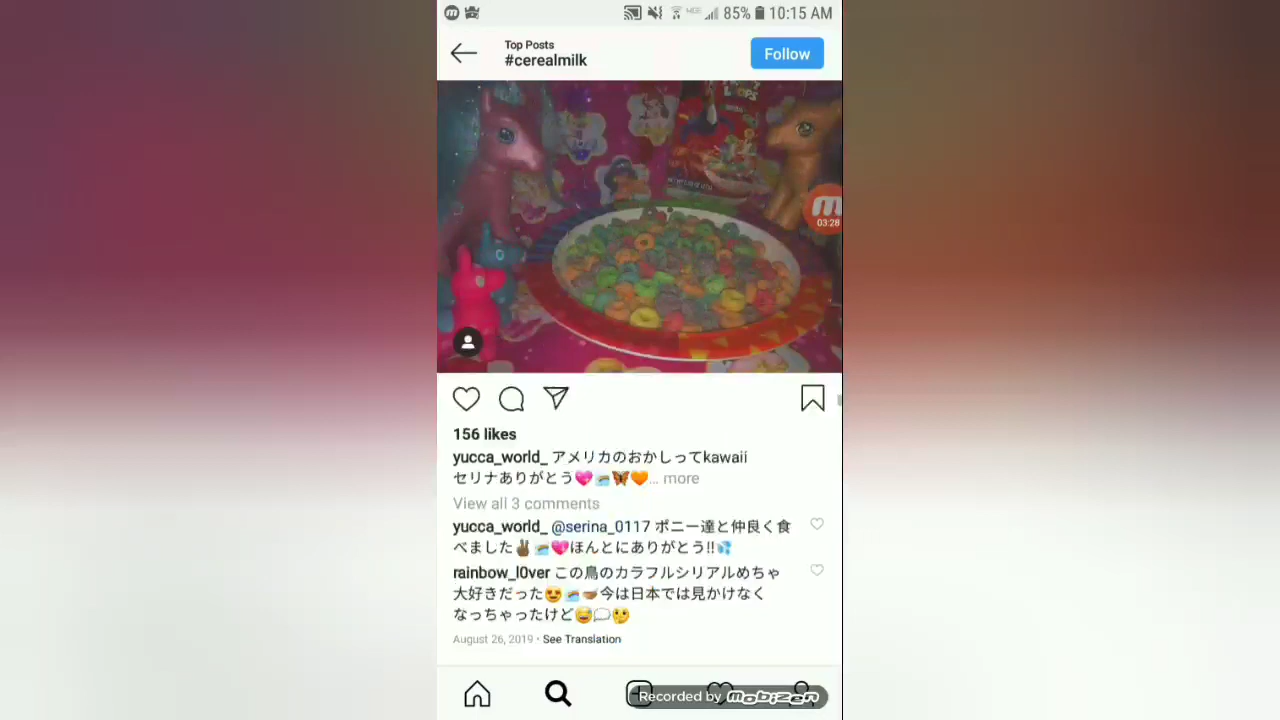 85% 10:15 AM
Top Posts
#cerealmilk
Follow
LOOPS
03:28
156 likes
yucca_world_ アメリカのおかしってkawaii
セリナありがとう💖🌈🦋🧡... more
View all 3 comments
yucca_world_ @serina_0117 ポニー達と仲良く食
べました✌🏾🌈💖ほんとにありがとう!!💦
rainbow_l0ver この鳥のカラフルシリアルめちゃ
大好きだった😍🌈🥣今は日本では見かけなく
なっちゃったけど😅💭🤔
August 26, 2019 • See Translation
Recorded by mobizen